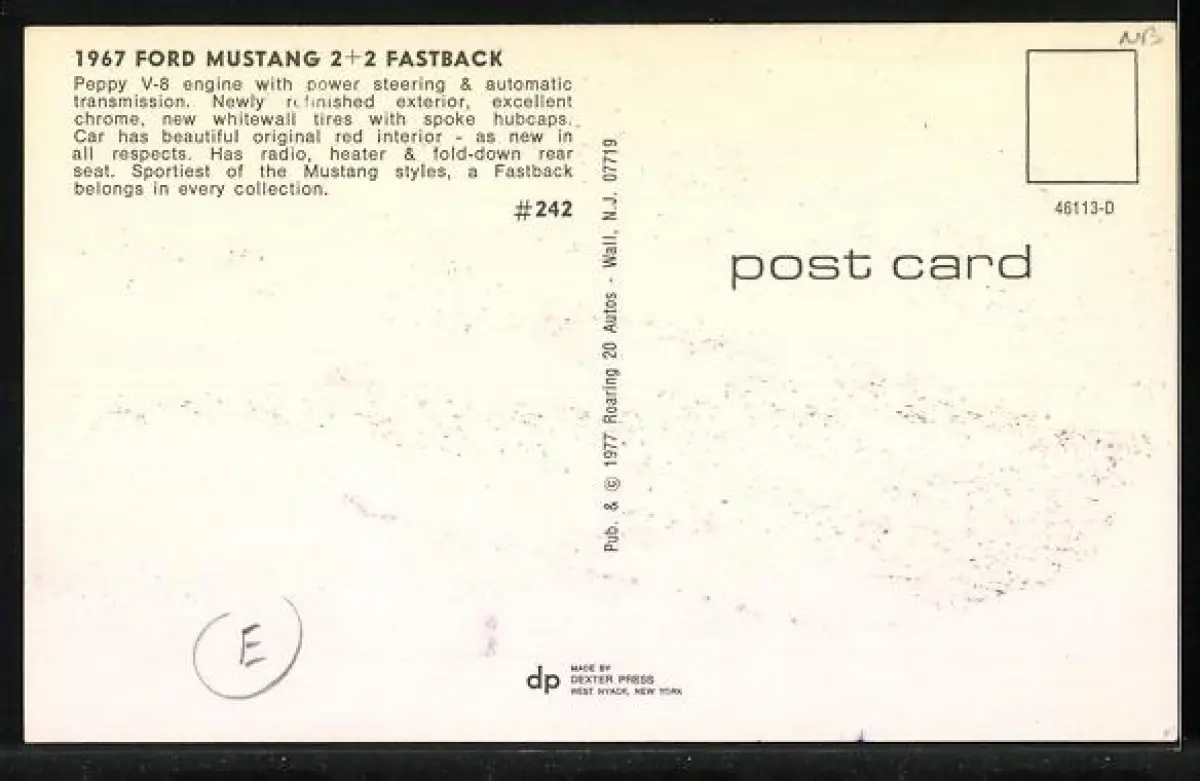 NB
1967 FORD MUSTANG 2+2 FASTBACK
Peppy V-8 engine with power steering & automatic
transmission. Newly refinished exterior, excellent
chrome, new whitewall tires with spoke hubcaps.
Car has beautiful original red interior - as new in
all respects. Has radio, heater & fold-down rear
seat. Sportiest of the Mustang styles, a Fastback
belongs in every collection.
#242
Pub. & © 1977 Roaring 20 Autos - Wall, N.J. 07719
46113-D
post card
E
dp
MADE BY
DEXTER PRESS
WEST NYACK, NEW YORK